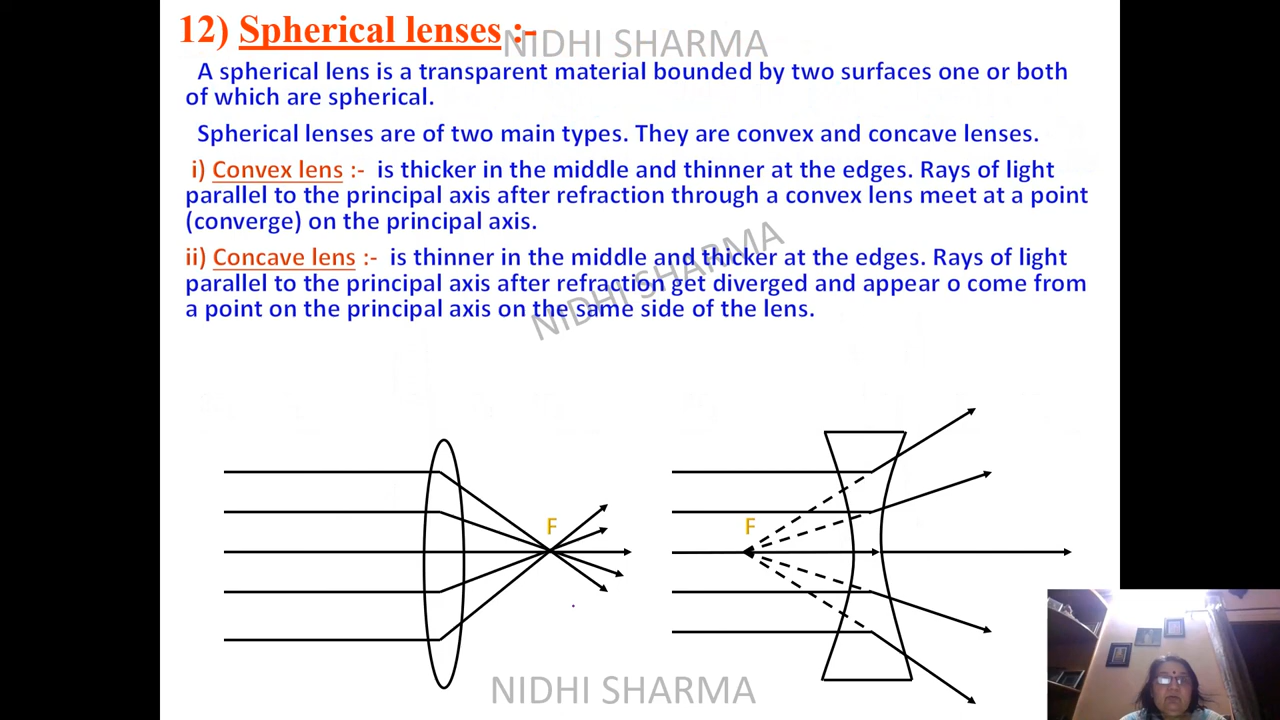 12) Spherical lenses :-
NIDHI SHARMA
A spherical lens is a transparent material bounded by two surfaces one or both
of which are spherical.
Spherical lenses are of two main types. They are convex and concave lenses.
i) Convex lens :- is thicker in the middle and thinner at the edges. Rays of light
parallel to the principal axis after refraction through a convex lens meet at a point
(converge) on the principal axis.
ii) Concave lens :- is thinner in the middle and thicker at the edges. Rays of light
parallel to the principal axis after refraction get diverged and appear o come from
a point on the principal axis on the same side of the lens.
NIDHI SHARMA
F
F
NIDHI SHARMA